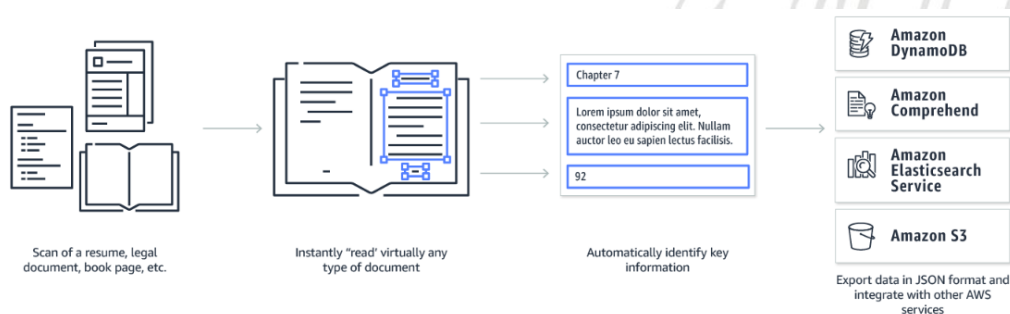 Scan of a resume, legal
document, book page, etc.
Instantly “read’ virtually any
type of document
Chapter 7
Lorem ipsum dolor sit amet,
consectetur adipiscing elit. Nullam
auctor leo eu sapien lectus facilisis.
92
Automatically identify key
information
Amazon
DynamoDB
Amazon
Comprehend
Amazon
Elasticsearch
Service
Amazon S3
Export data in JSON format and
integrate with other AWS
services